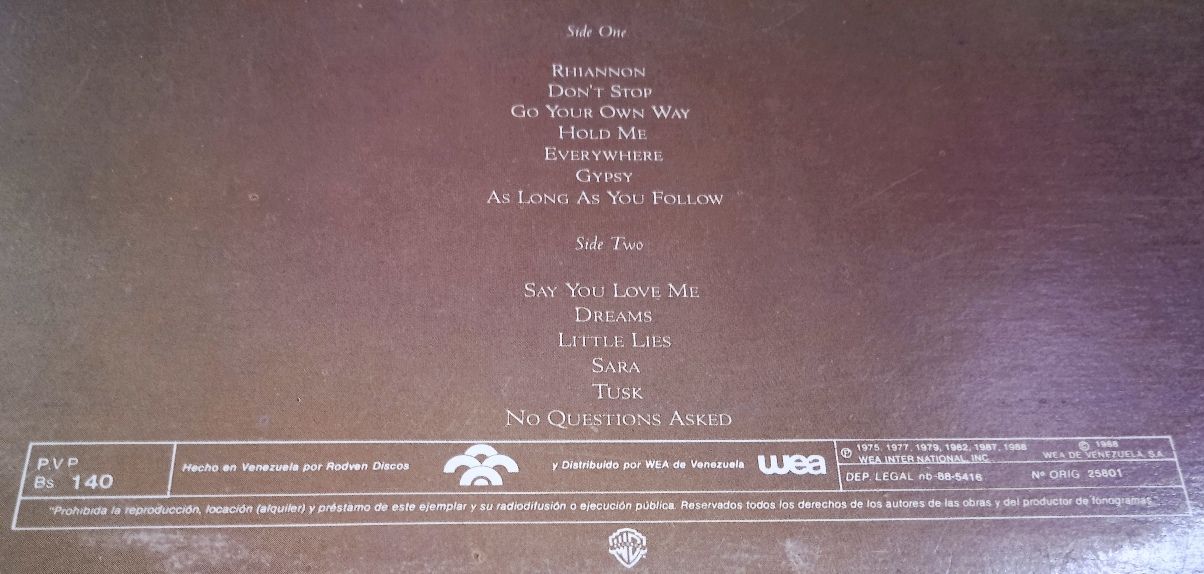 Side One
RHIANNON
DON'T STOP
GO YOUR OWN WAY
HOLD ME
EVERYWHERE
GYPSY
AS LONG AS YOU FOLLOW
Side Two
SAY YOU LOVE ME
DREAMS
LITTLE LIES
SARA
TUSK
NO QUESTIONS ASKED
PVP
Bs 140
Hecho en Venezuela por Rodven Discos
y Distribuido por WEA de Venezuela wea
℗ 1975, 1977, 1979, 1982, 1987, 1988
WEA INTERNATIONAL, INC.
© 1988
WEA DE VENEZUELA, S.A.
DEP. LEGAL nb-88-5416
Nº ORIG 25801
"Prohibida la reproducción, locación (alquiler) y préstamo de este ejemplar y su radiodifusión o ejecución pública. Reservados todos los derechos de los autores de las obras y del productor de fonogramas"